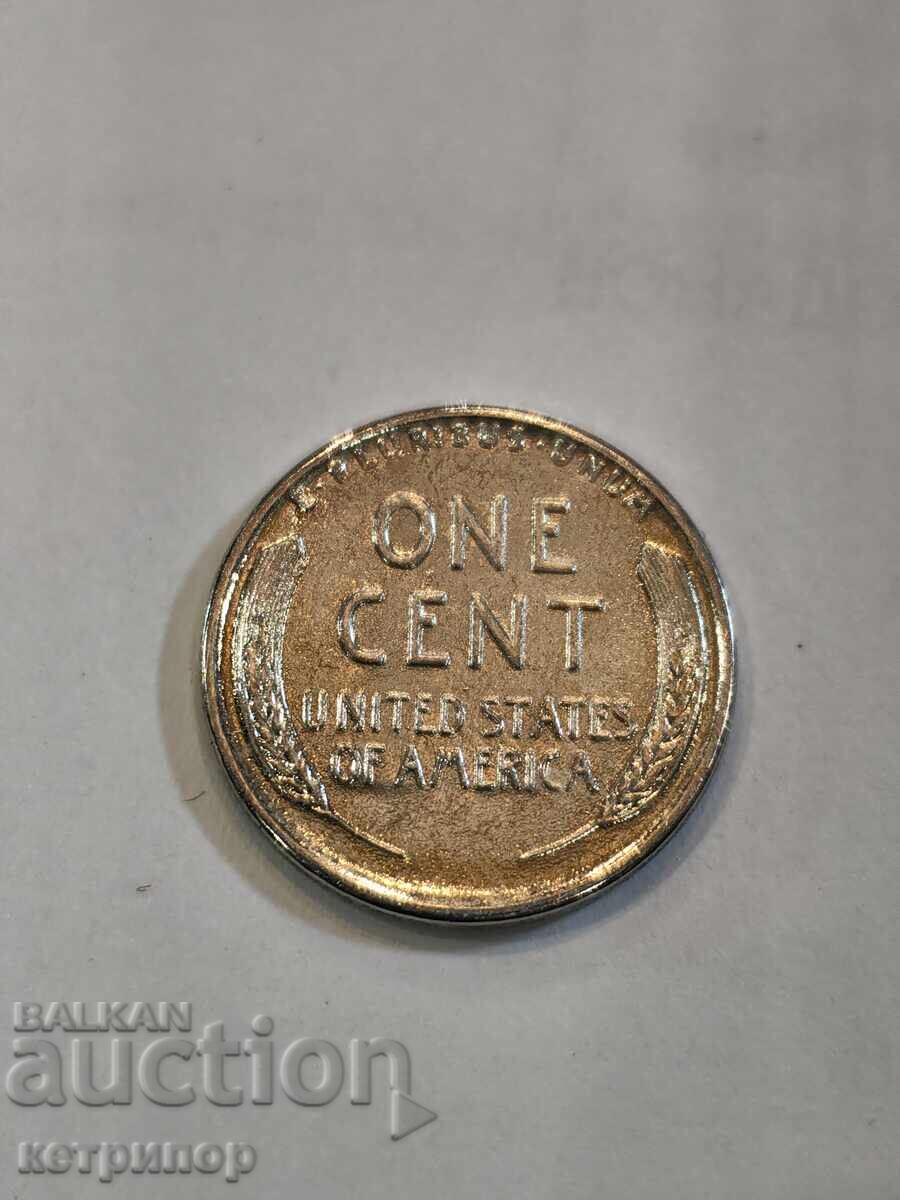 E · PLURIBUS · UNUM
ONE
CENT
UNITED STATES
OF AMERICA
BALKAN
auction
кетрипор